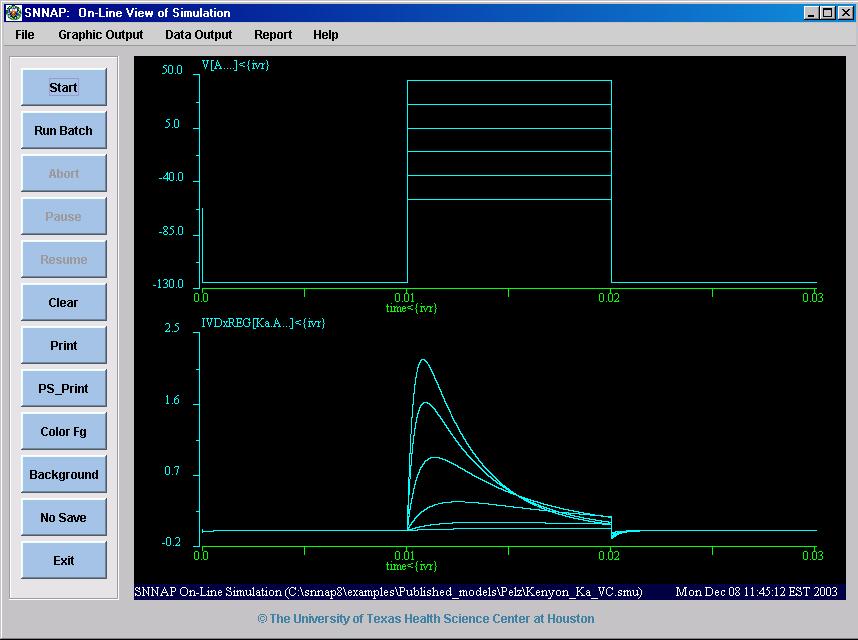 SNNAP: On-Line View of Simulation
File Graphic Output Data Output Report Help
Start
Run Batch
Abort
Pause
Resume
Clear
Print
PS_Print
Color Fg
Background
No Save
Exit
V[A....]<{ivr}
50.0
5.0
-40.0
-85.0
-130.0
0.0 0.01 0.02 0.03
time<{ivr}
IVDxREG[Ka.A...]<{ivr}
2.5
1.6
0.7
-0.2
0.0 0.01 0.02 0.03
time<{ivr}
SNNAP On-Line Simulation (C:\snnap8\examples\Published_models\Pelz\Kenyon_Ka_VC.smu) Mon Dec 08 11:45:12 EST 2003
© The University of Texas Health Science Center at Houston